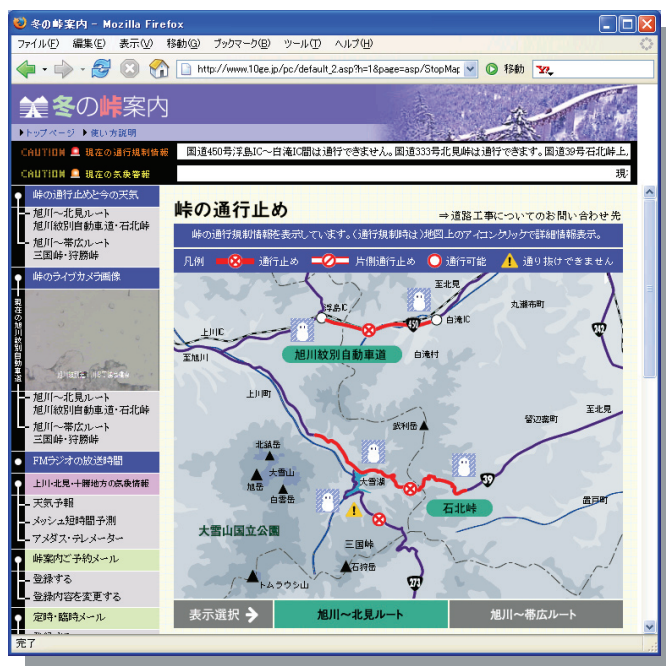 冬の峠案内 - Mozilla Firefox
ファイル(F) 編集(E) 表示(V) 移動(G) ブックマーク(B) ツール(T) ヘルプ(H)
http://www.10ge.jp/pc/default_2.asp?h=1&page=asp/StopMap
移動
冬の峠案内
トップページ 使い方説明
CAUTION 現在の通行規制情報 国道450号浮島IC～白滝IC間は通行できません。国道333号北見峠は通行できます。国道39号石北峠上
CAUTION 現在の気象警報 現
峠の通行止めと今の天気
旭川～北見ルート
旭川紋別自動車道・石北峠
旭川～帯広ルート
三国峠・狩勝峠
峠のライブカメラ画像
現在の旭川紋別自動車道
旭川～北見ルート
旭川紋別自動車道・石北峠
旭川～帯広ルート
三国峠・狩勝峠
FMラジオの放送時間
上川・北見・十勝地方の気象情報
天気予報
メッシュ短時間予測
アメダス・テレメーター
峠案内ご予約メール
登録する
登録内容を変更する
定時・臨時メール
峠の通行止め
⇒道路工事についてのお問い合わせ先
峠の通行規制情報を表示しています。(通行規制時は)地図上のアイコンクリックで詳細情報表示。
凡例 通行止め 片側通行止め 通行可能 通り抜けできません
至北見
浮島IC
450
白滝IC
丸瀬布町
242
上川IC
至旭川
旭川紋別自動車道
白滝村
上川町
武利岳
留辺蘂町
至北見
北鎮岳
大雪山
旭岳
白雲岳
大雪湖
39
石北峠
置戸町
大雪山国立公園
三国峠
石狩岳
トムラウシ山
273
表示選択
旭川～北見ルート
旭川～帯広ルート
完了